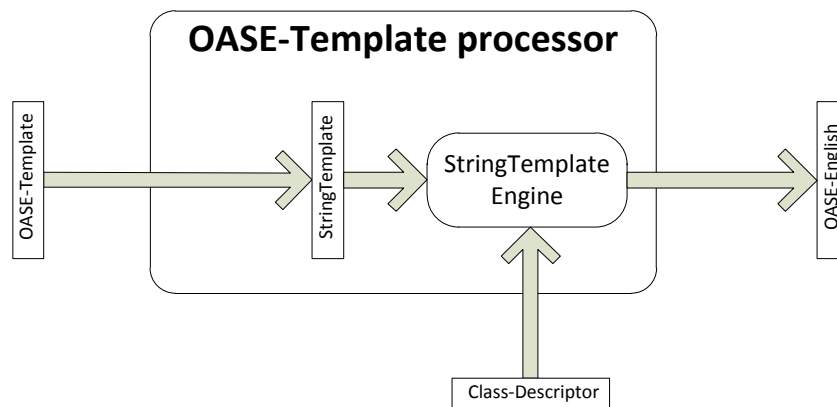 OASE-Template processor
OASE-Template
StringTemplate
StringTemplate
Engine
OASE-English
Class-Descriptor